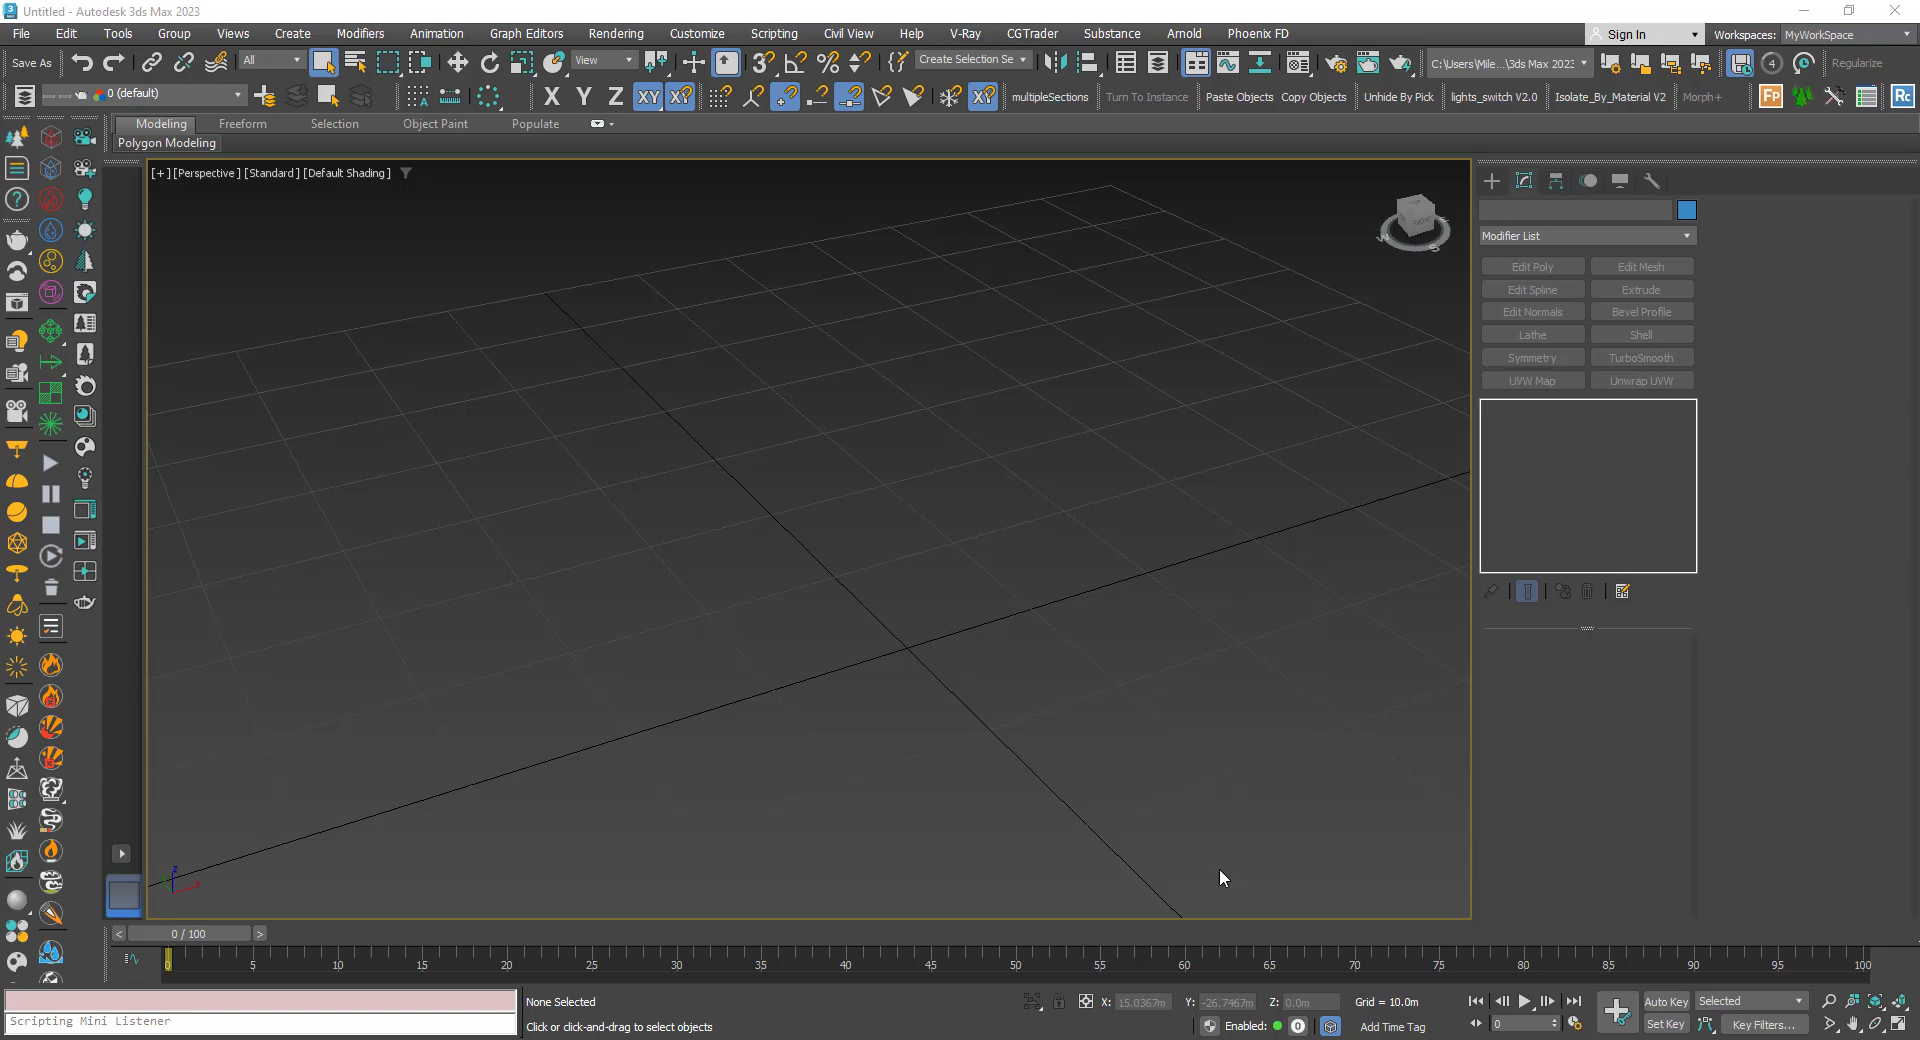 Untitled - Autodesk 3ds Max 2023
File Edit Tools Group Views Create Modifiers Animation Graph Editors Rendering Customize Scripting Civil View Help V-Ray CGTrader Substance Arnold Phoenix FD Sign In Workspaces: MyWorkSpace
Save As All View Create Selection Se C:\Users\Mile...\3ds Max 2023 4 Regularize
0 (default) X Y Z XY XY multipleSections Turn To Instance Paste Objects Copy Objects Unhide By Pick lights_switch V2.0 Isolate_By_Material V2 Morph+ Fp Rc
Modeling Freeform Selection Object Paint Populate
Polygon Modeling
[+] [Perspective] [Standard] [Default Shading]
Modifier List
Edit Poly Edit Mesh
Edit Spline Extrude
Edit Normals Bevel Profile
Lathe Shell
Symmetry TurboSmooth
UVW Map Unwrap UVW
0 / 100
0 5 10 15 20 25 30 35 40 45 50 55 60 65 70 75 80 85 90 95 100
None Selected X: 15.0367m Y: -26.7467m Z: 0.0m Grid = 10.0m Auto Key Selected
Scripting Mini Listener
Click or click-and-drag to select objects Enabled: 0 Add Time Tag 0 Set Key Key Filters...